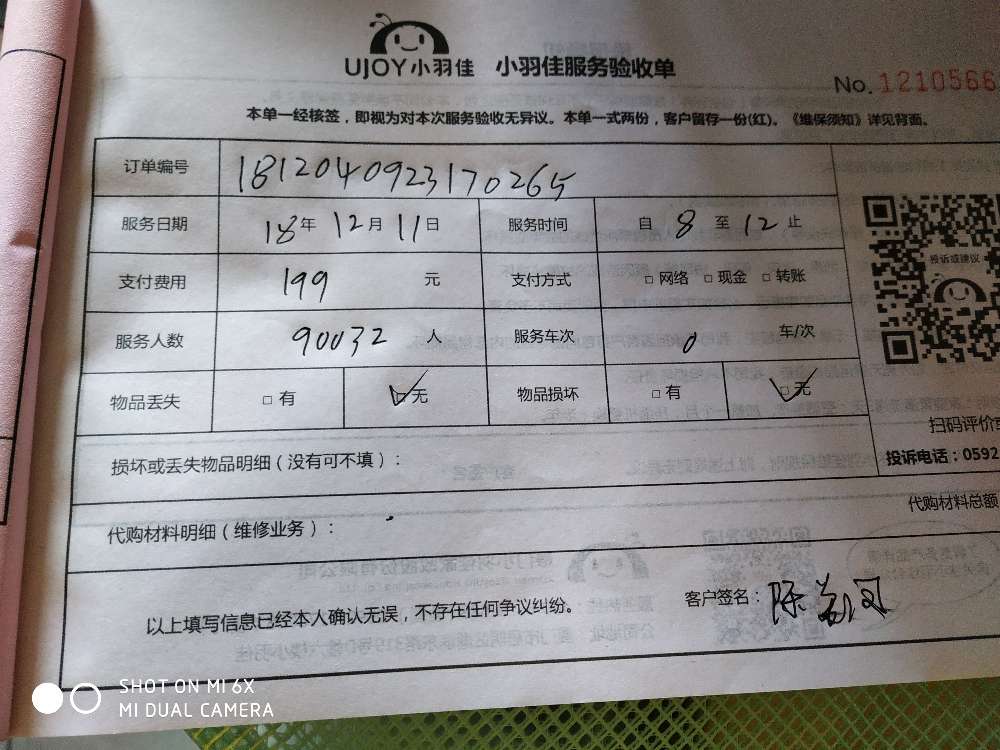 UJOY小羽佳 小羽佳服务验收单
No. 1210566
本单一经核签，即视为对本次服务验收无异议。本单一式两份，客户留存一份(红)。《维保须知》详见背面。
订单编号 181204092317026​5
服务日期 18年 12月 11日 服务时间 自 8 至 12 止
支付费用 199 元 支付方式 □ 网络 □ 现金 □ 转账
投诉或建议
服务人数 90032 人 服务车次 0 车/次
物品丢失 □ 有 ☑ 无 物品损坏 □ 有 ☑ 无
扫码评价或
损坏或丢失物品明细（没有可不填）：
投诉电话：0592
代购材料明细（维修业务）：
代购材料总额
以上填写信息已经本人确认无误，不存在任何争议纠纷。
客户签名：陈
SHOT ON MI 6X
MI DUAL CAMERA